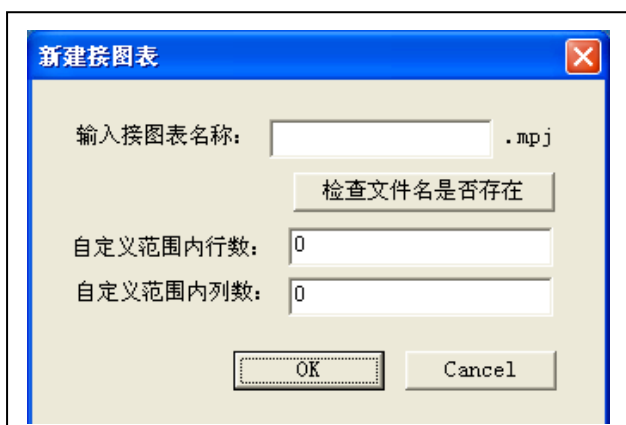 新建接图表
输入接图表名称： .mpj
检查文件名是否存在
自定义范围内行数： 0
自定义范围内列数： 0
OK Cancel